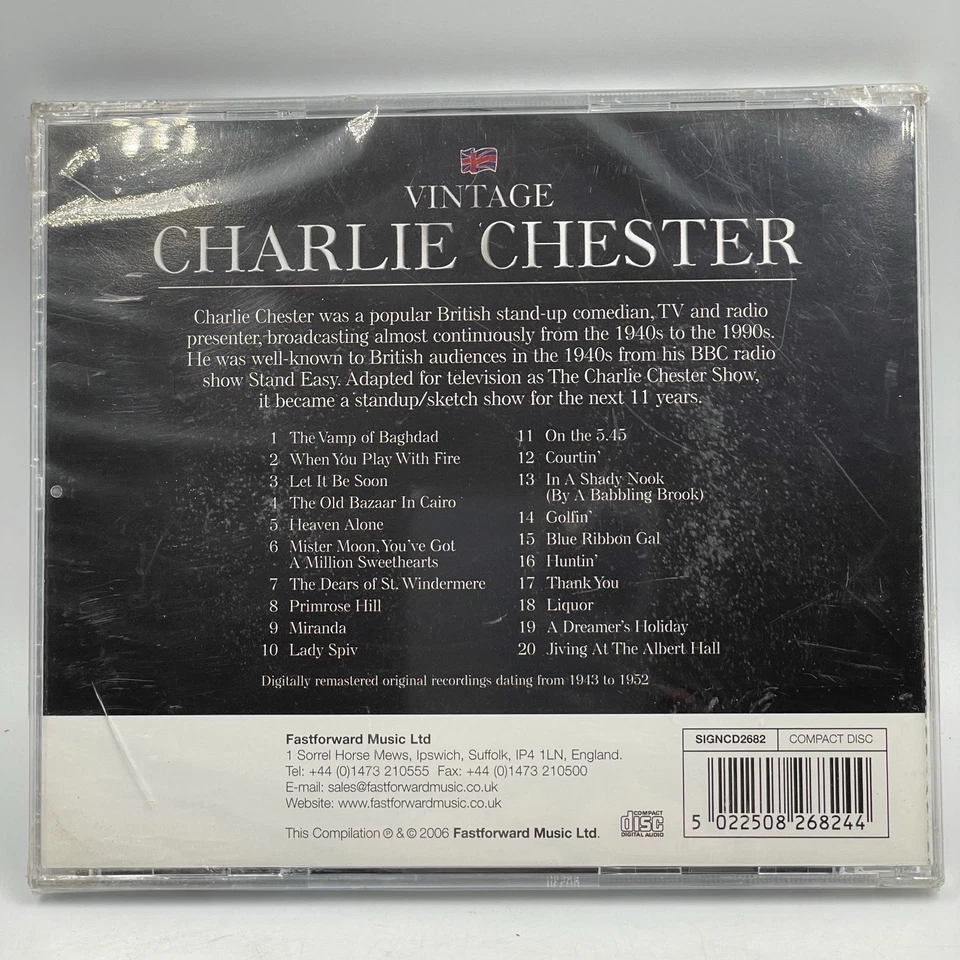 VINTAGE
CHARLIE CHESTER
Charlie Chester was a popular British stand-up comedian, TV and radio
presenter, broadcasting almost continuously from the 1940s to the 1990s.
He was well-known to British audiences in the 1940s from his BBC radio
show Stand Easy. Adapted for television as The Charlie Chester Show,
it became a standup/sketch show for the next 11 years.
1 The Vamp of Baghdad
2 When You Play With Fire
3 Let It Be Soon
4 The Old Bazaar In Cairo
5 Heaven Alone
6 Mister Moon, You've Got
A Million Sweethearts
7 The Dears of St. Windermere
8 Primrose Hill
9 Miranda
10 Lady Spiv
11 On the 5.45
12 Courtin'
13 In A Shady Nook
(By A Babbling Brook)
14 Golfin'
15 Blue Ribbon Gal
16 Huntin'
17 Thank You
18 Liquor
19 A Dreamer's Holiday
20 Jiving At The Albert Hall
Digitally remastered original recordings dating from 1943 to 1952
Fastforward Music Ltd
1 Sorrel Horse Mews, Ipswich, Suffolk, IP4 1LN, England.
Tel: +44 (0)1473 210555 Fax: +44 (0)1473 210500
E-mail: sales@fastforwardmusic.co.uk
Website: www.fastforwardmusic.co.uk
This Compilation ℗ & © 2006 Fastforward Music Ltd.
COMPACT
disc
DIGITAL AUDIO
SIGNCD2682 COMPACT DISC
5 022508 268244